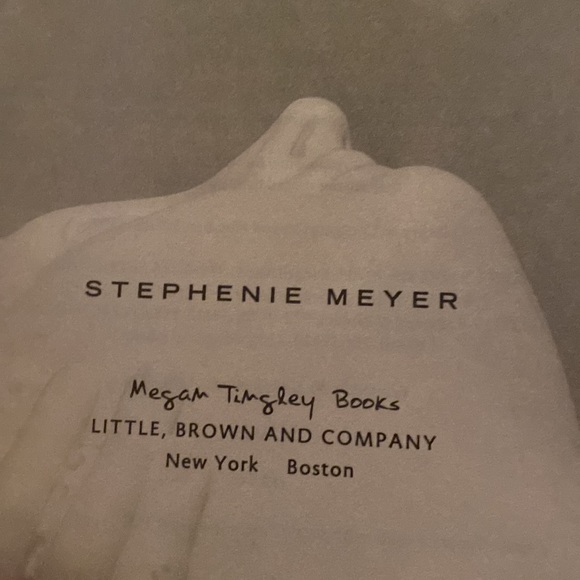 STEPHENIE MEYER
Megan Tingley Books
LITTLE, BROWN AND COMPANY
New York Boston